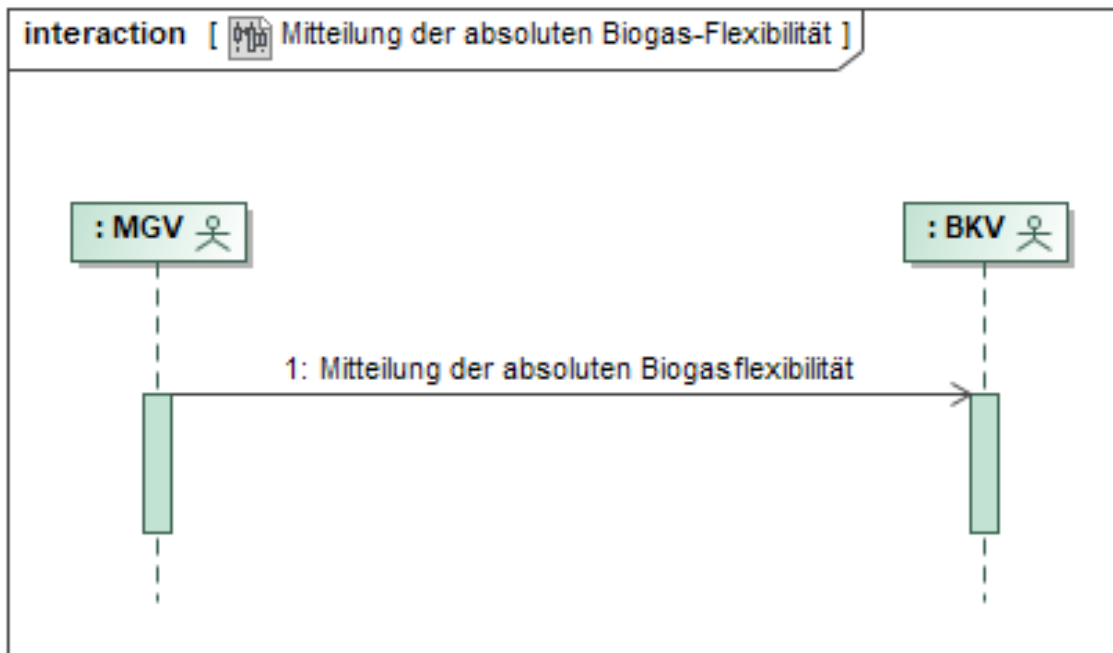 interaction [ Mitteilung der absoluten Biogas-Flexibilität ]
: MGV
: BKV
1: Mitteilung der absoluten Biogasflexibilität